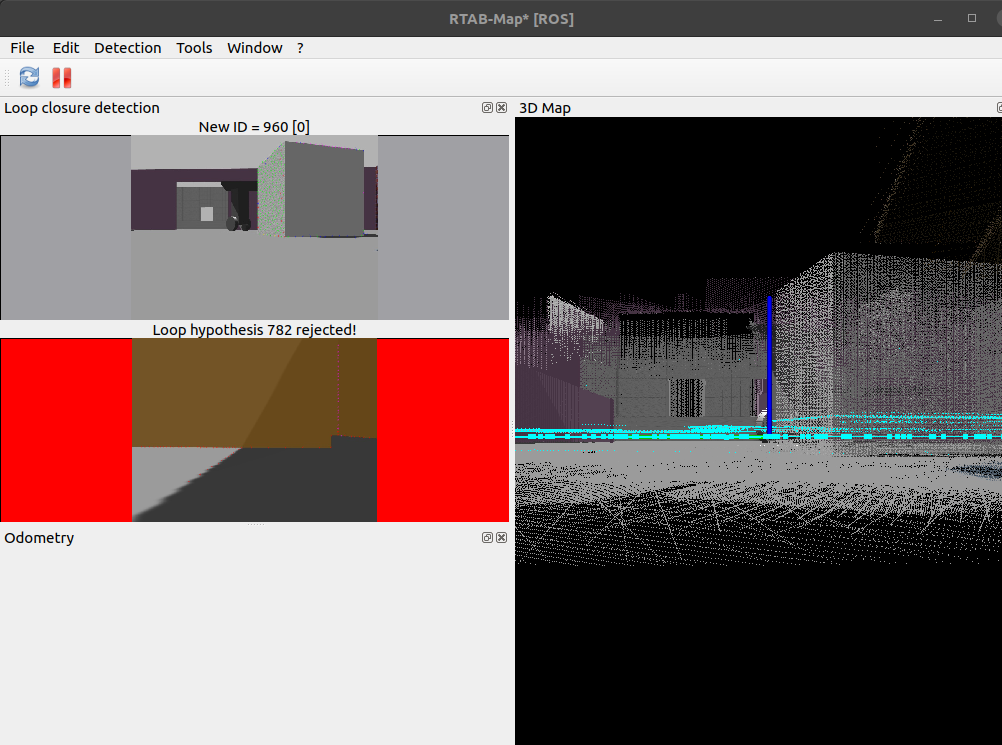 RTAB-Map* [ROS]
File Edit Detection Tools Window ?
Loop closure detection
New ID = 960 [0]
Loop hypothesis 782 rejected!
Odometry
3D Map